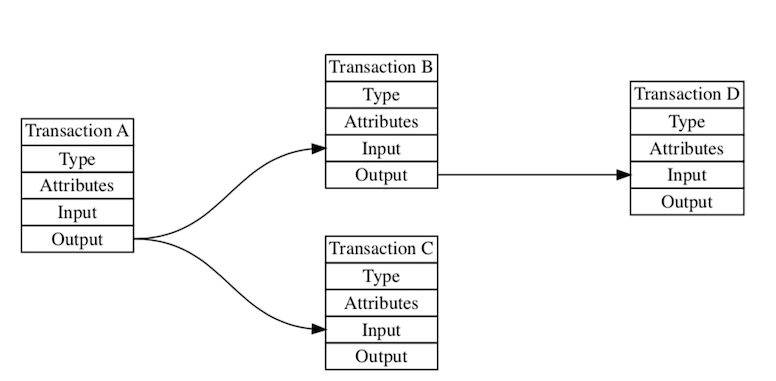 Transaction A
Type
Attributes
Input
Output
Transaction B
Type
Attributes
Input
Output
Transaction C
Type
Attributes
Input
Output
Transaction D
Type
Attributes
Input
Output